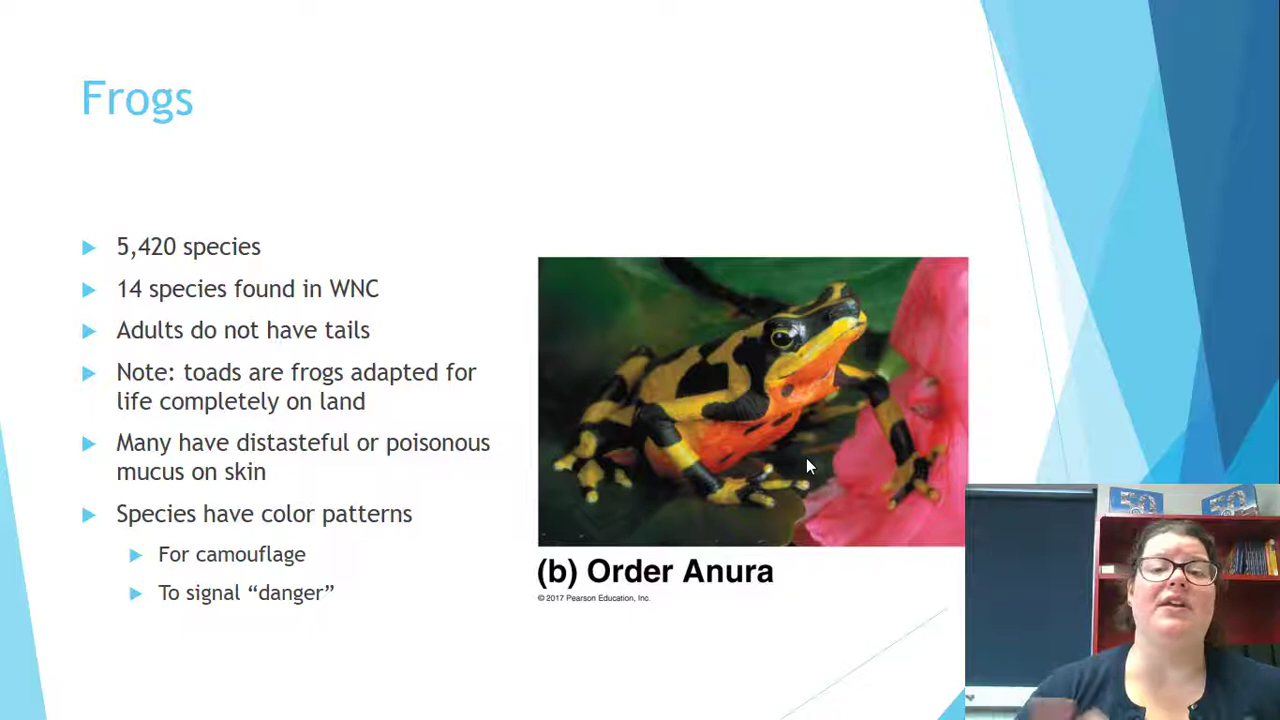 Frogs
5,420 species
14 species found in WNC
Adults do not have tails
Note: toads are frogs adapted for
life completely on land
Many have distasteful or poisonous
mucus on skin
Species have color patterns
For camouflage
To signal “danger”
(b) Order Anura
© 2017 Pearson Education, Inc.
50
50